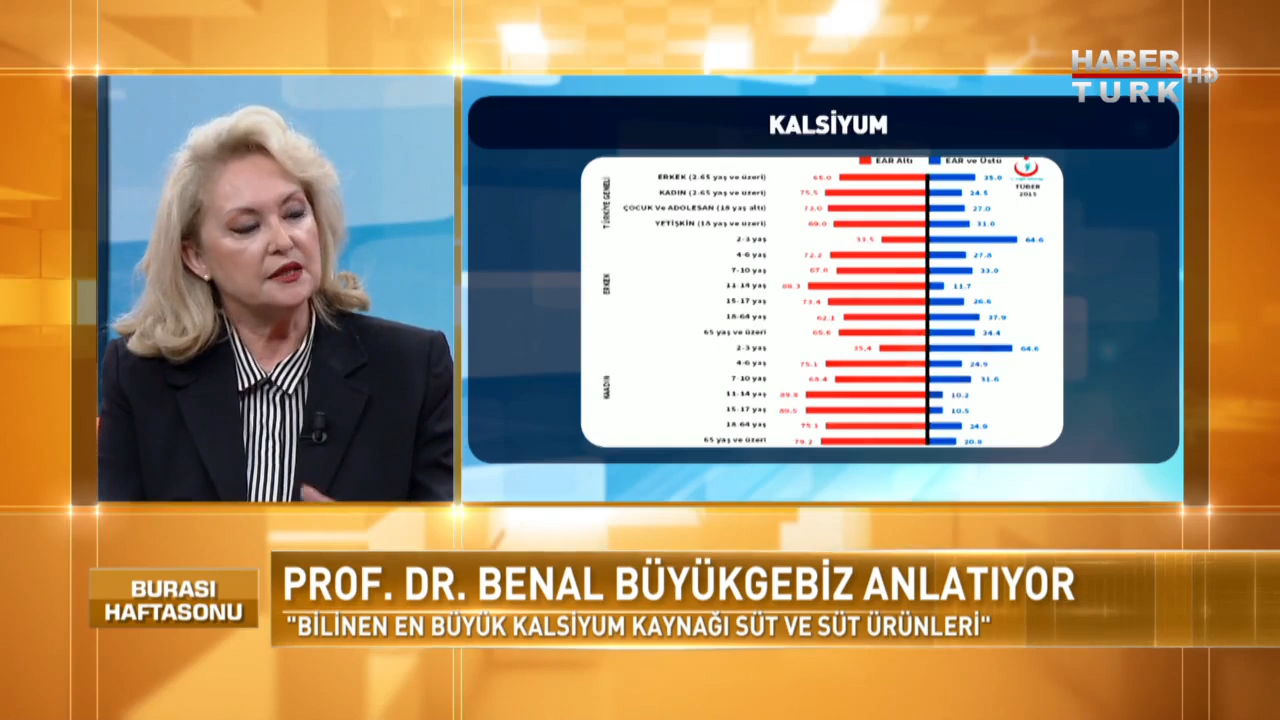 HABER HD
TURK
KALSİYUM
EAR Altı EAR ve Üstü
TÜBER
2015
TÜRKİYE GENELİ
ERKEK (2-65 yaş ve üzeri) 65.0 35.0
KADIN (2-65 yaş ve üzeri) 75,5 24.5
ÇOCUK Ve ADOLESAN (18 yaş altı) 73.0 27.0
YETİŞKİN (18 yaş ve üzeri) 69.0 31.0
ERKEK
2-3 yaş 33.5 64.6
4-6 yaş 72.2 27.8
7-10 yaş 67.0 33.0
11-14 yaş 88.3 11.7
15-17 yaş 73.4 26.6
18-64 yaş 62.1 37.9
65 yaş ve üzeri 65.6 34.4
2-3 yaş 35,4 64.6
4-6 yaş 75.1 24.9
7-10 yaş 68.4 31.6
11-14 yaş 89.8 10.2
15-17 yaş 89.5 10.5
18-64 yaş 75.1 24.9
65 yaş ve üzeri 79.2 20.8
BURASI
HAFTASONU
PROF. DR. BENAL BÜYÜKGEBİZ ANLATIYOR
"BİLİNEN EN BÜYÜK KALSİYUM KAYNAĞI SÜT VE SÜT ÜRÜNLERİ"